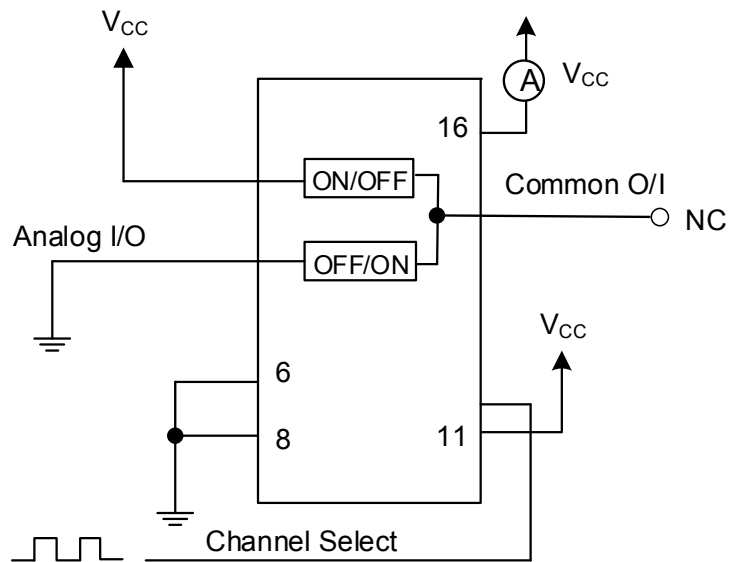 VCC
A
VCC
16
ON/OFF
Common O/I
NC
Analog I/O
OFF/ON
VCC
6
8
11
Channel Select